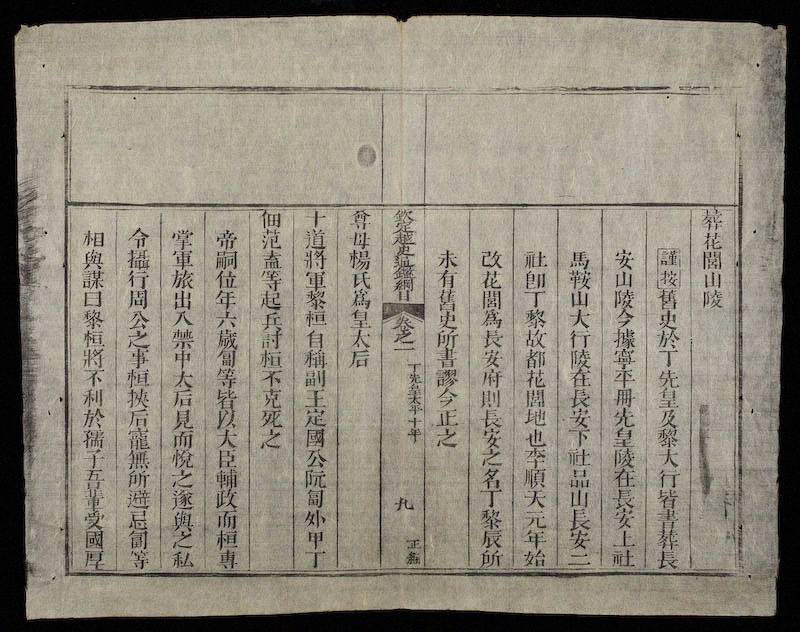 葬花閭山陵
謹按舊史於丁先皇及黎大行皆書葬長
安山陵今據寧平冊先皇陵在長安上社
馬鞍山大行陵在長安下社品山長安二
社卽丁黎故都花閭地也李順天元年始
改花閭爲長安府則長安之名丁黎辰所
未有舊史所書謬今正之
欽定越史通鑑綱目 卷之一 丁先皇太平十年 九 正編
尊母楊氏爲皇太后
十道將軍黎桓自稱副王定國公阮匐外甲丁
佃范盍等起兵討桓不克死之
帝嗣位年六歲匐等皆以大臣輔政而桓專
掌軍旅出入禁中太后見而悅之遂與之私
令攝行周公之事桓挾后寵無所避忌匐等
相與謀曰黎桓將不利於孺子吾輩受國厚